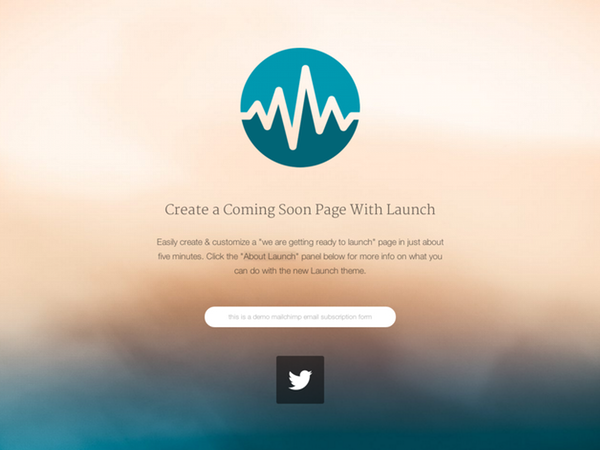 Create a Coming Soon Page With Launch
Easily create & customize a "we are getting ready to launch" page in just about
five minutes. Click the "About Launch" panel below for more info on what you
can do with the new Launch theme.
this is a demo mailchimp email subscription form